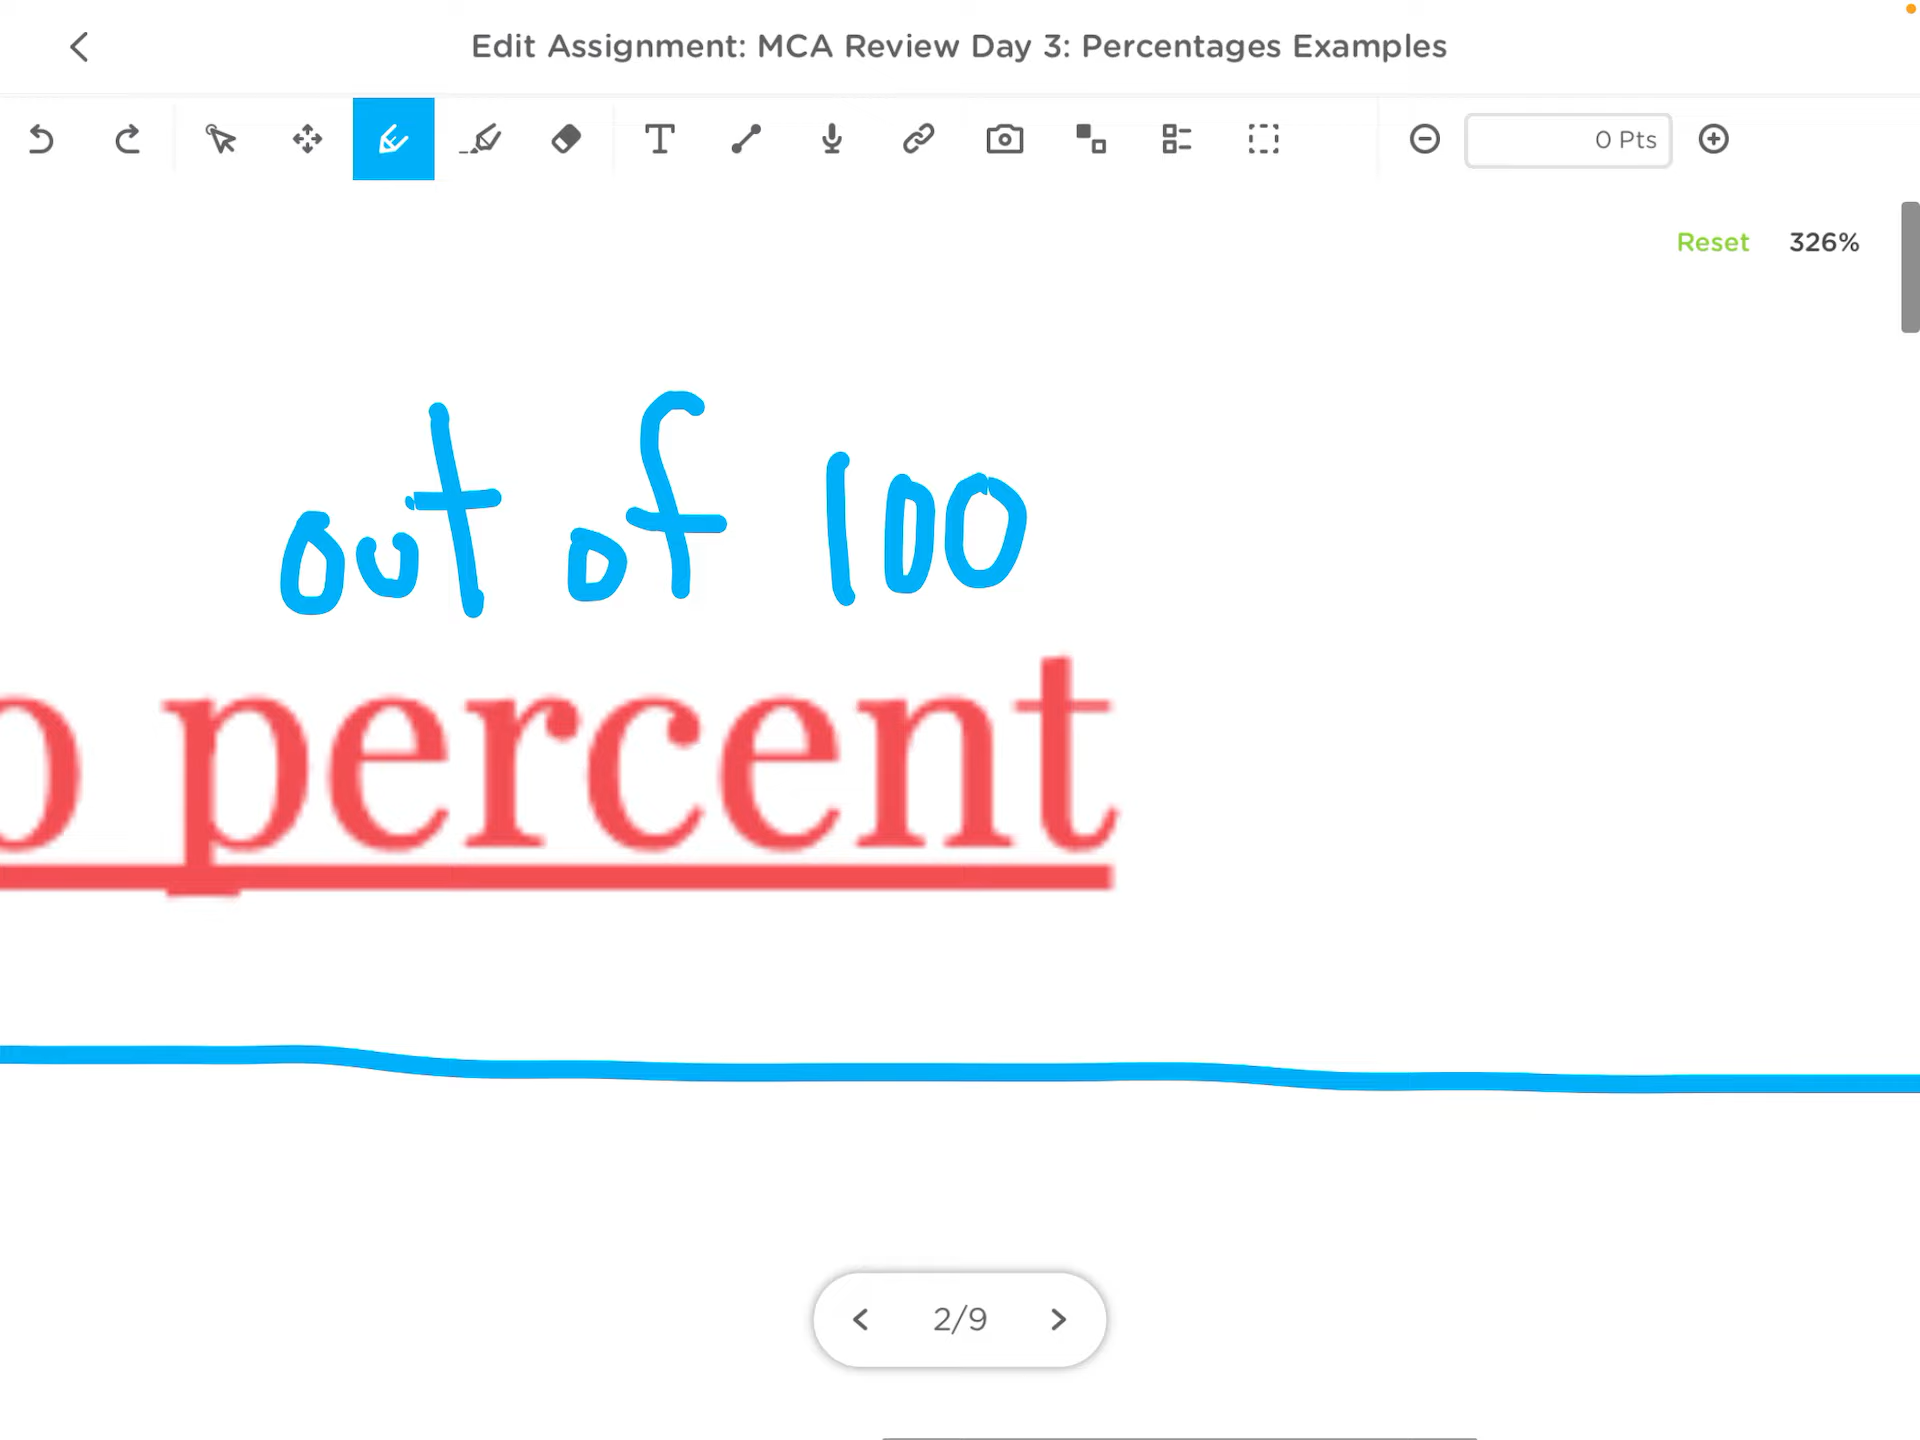 Edit Assignment: MCA Review Day 3: Percentages Examples
0 Pts
Reset 326%
out of 100
o percent
2/9